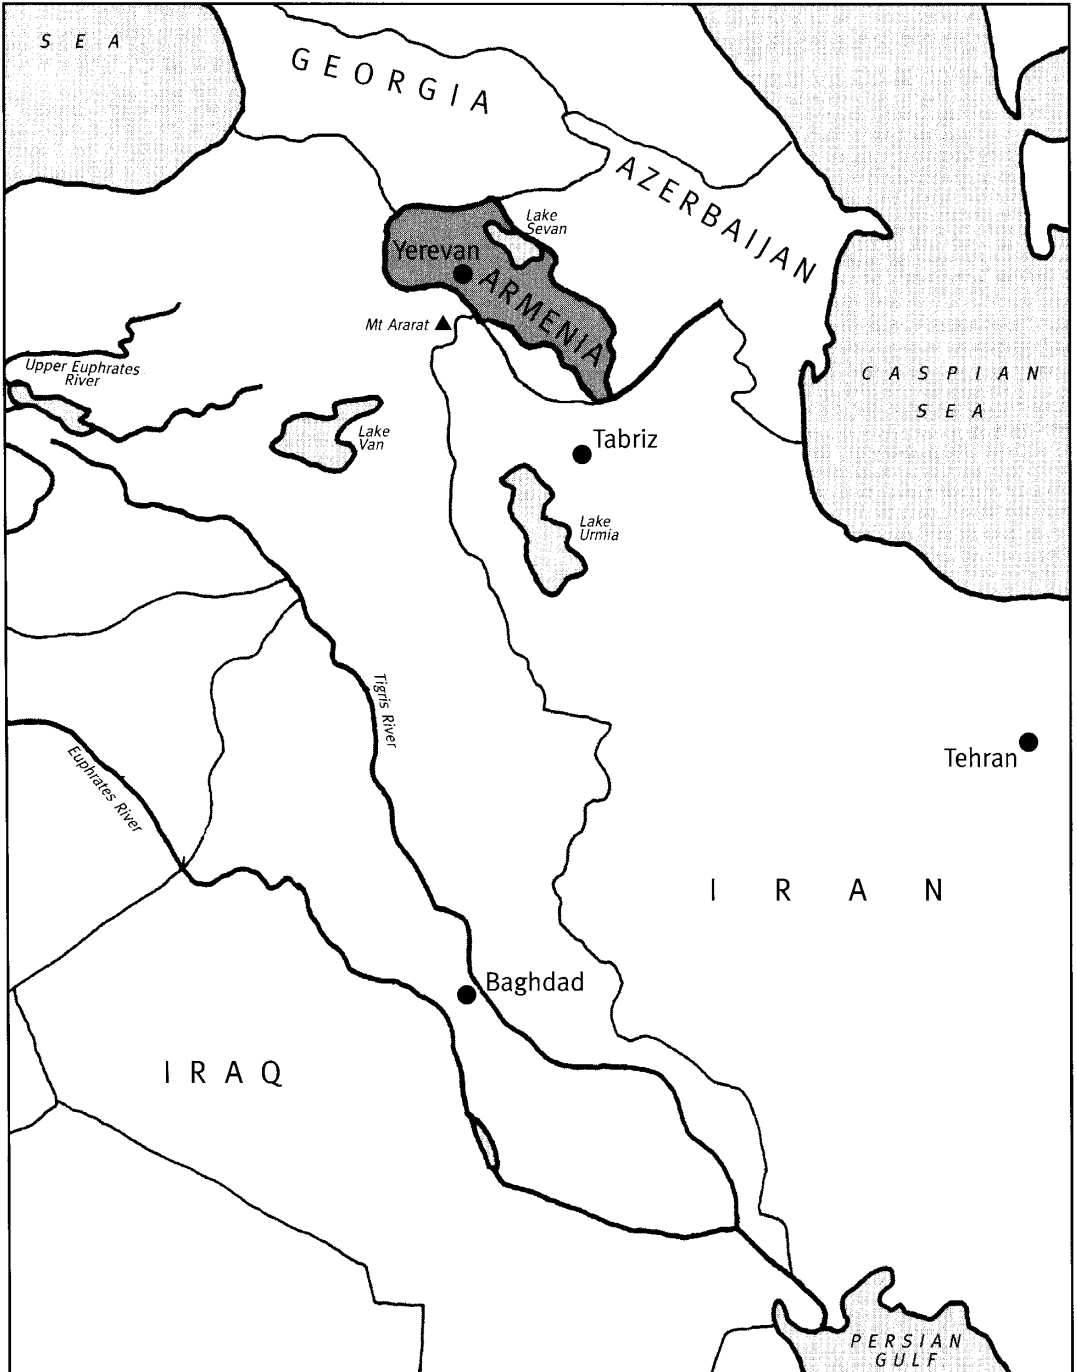 SEA
GEORGIA
AZERBAIJAN
Lake
Sevan
Yerevan
ARMENIA
Mt Ararat
Upper Euphrates
River
CASPIAN
SEA
Lake
Van
Tabriz
Lake
Urmia
Tigris River
Tehran
Euphrates River
IRAN
Baghdad
IRAQ
PERSIAN
GULF